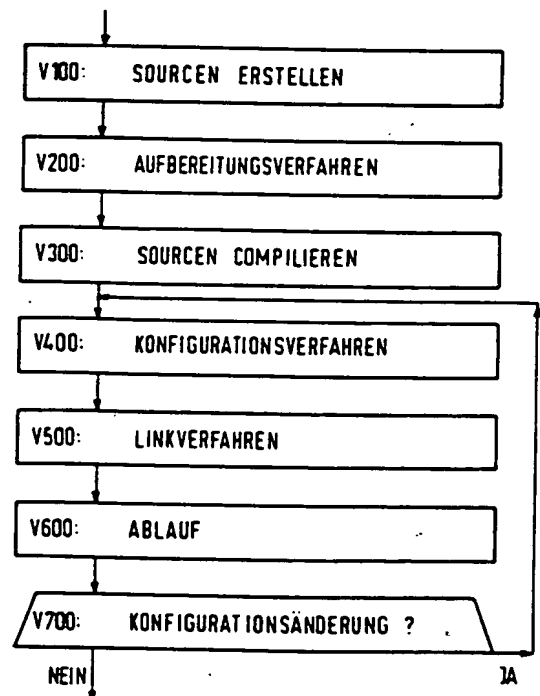 V100: SOURCEN ERSTELLEN
V200: AUFBEREITUNGSVERFAHREN
V300: SOURCEN COMPILIEREN
V400: KONFIGURATIONSVERFAHREN
V500: LINKVERFAHREN
V600: ABLAUF
V700: KONFIGURATIONSÄNDERUNG ?
NEIN JA